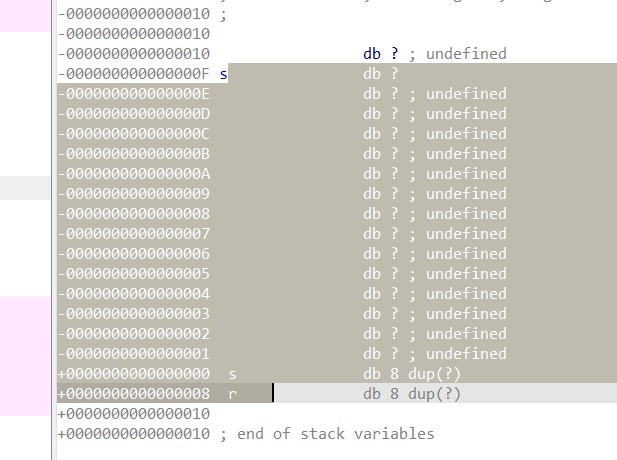 -0000000000000010 ;
-0000000000000010
-0000000000000010 db ? ; undefined
-000000000000000F s db ?
-000000000000000E db ? ; undefined
-000000000000000D db ? ; undefined
-000000000000000C db ? ; undefined
-000000000000000B db ? ; undefined
-000000000000000A db ? ; undefined
-0000000000000009 db ? ; undefined
-0000000000000008 db ? ; undefined
-0000000000000007 db ? ; undefined
-0000000000000006 db ? ; undefined
-0000000000000005 db ? ; undefined
-0000000000000004 db ? ; undefined
-0000000000000003 db ? ; undefined
-0000000000000002 db ? ; undefined
-0000000000000001 db ? ; undefined
+0000000000000000 s db 8 dup(?)
+0000000000000008 r db 8 dup(?)
+0000000000000010
+0000000000000010 ; end of stack variables